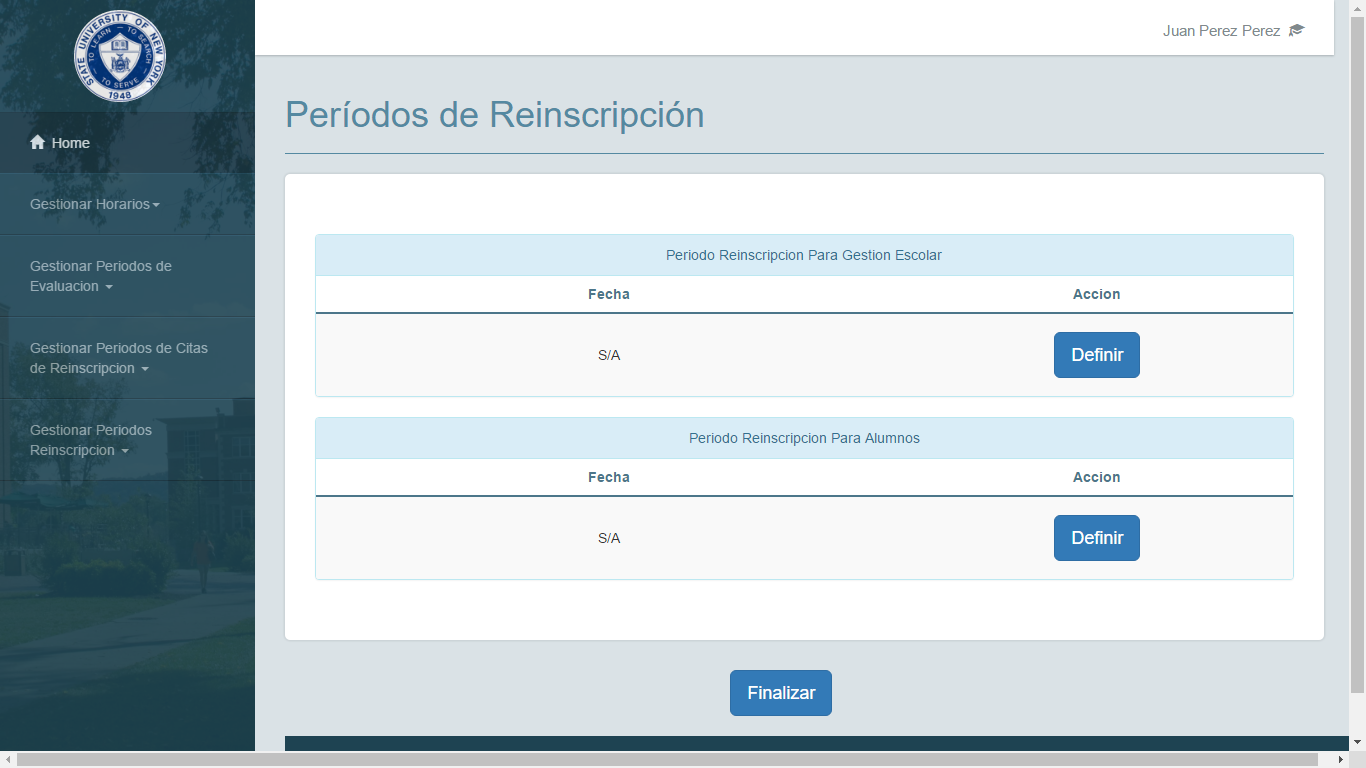 STATE UNIVERSITY OF NEW YORK
TO LEARN TO SEARCH
TO SERVE
1948
Juan Perez Perez
Home
Gestionar Horarios
Gestionar Periodos de
Evaluacion
Gestionar Periodos de Citas
de Reinscripcion
Gestionar Periodos
Reinscripcion
Períodos de Reinscripción
Periodo Reinscripcion Para Gestion Escolar
Fecha Accion
S/A Definir
Periodo Reinscripcion Para Alumnos
Fecha Accion
S/A Definir
Finalizar